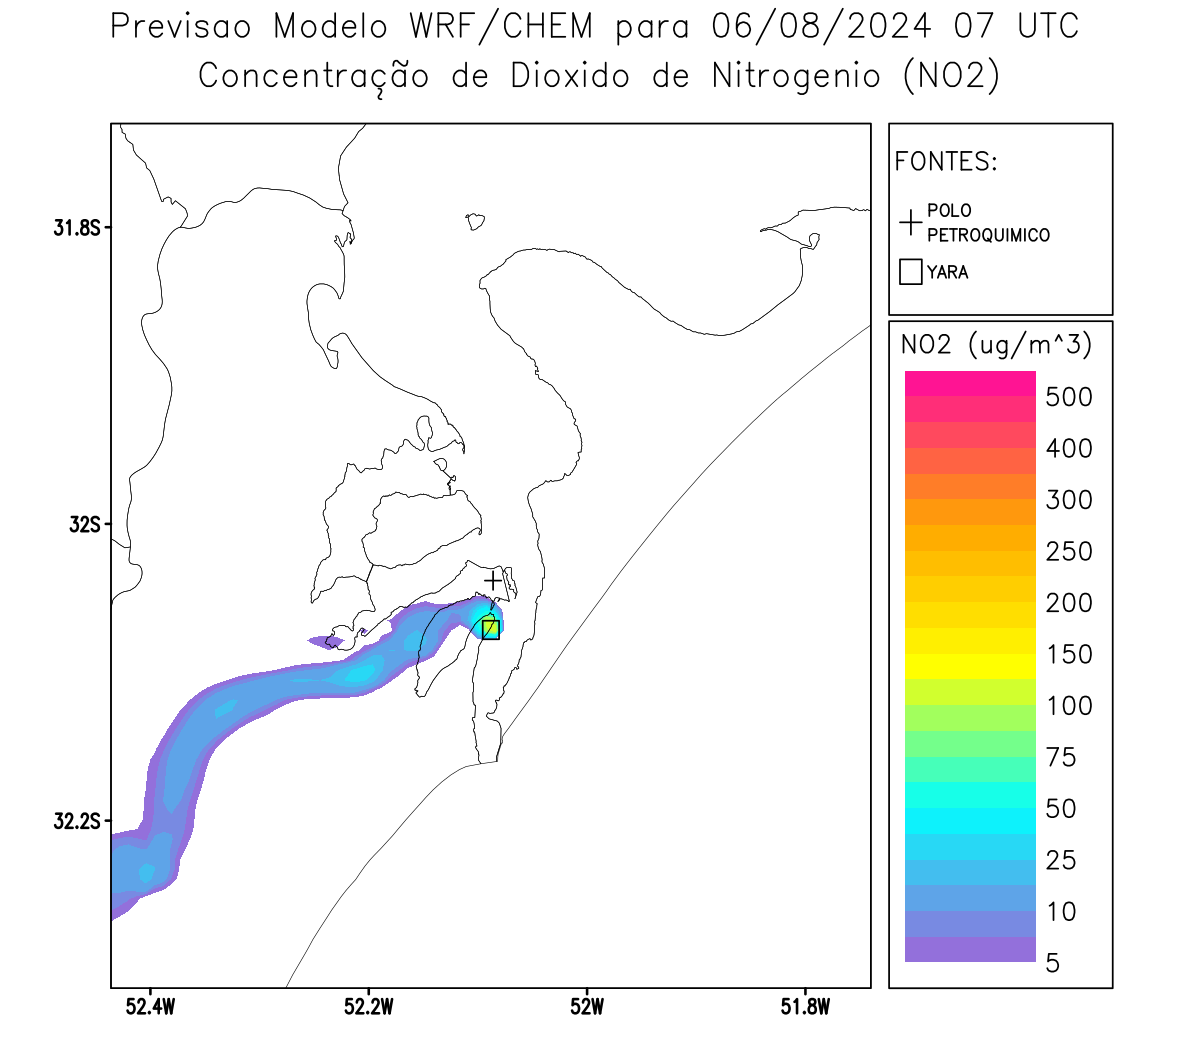 Previsao Modelo WRF/CHEM para 06/08/2024 07 UTC
Concentração de Dioxido de Nitrogenio (NO2)
FONTES:
POLO
PETROQUIMICO
YARA
NO2 (ug/m^3)
500
400
300
250
200
150
100
75
50
25
10
5
31.8S
32S
32.2S
52.4W
52.2W
52W
51.8W